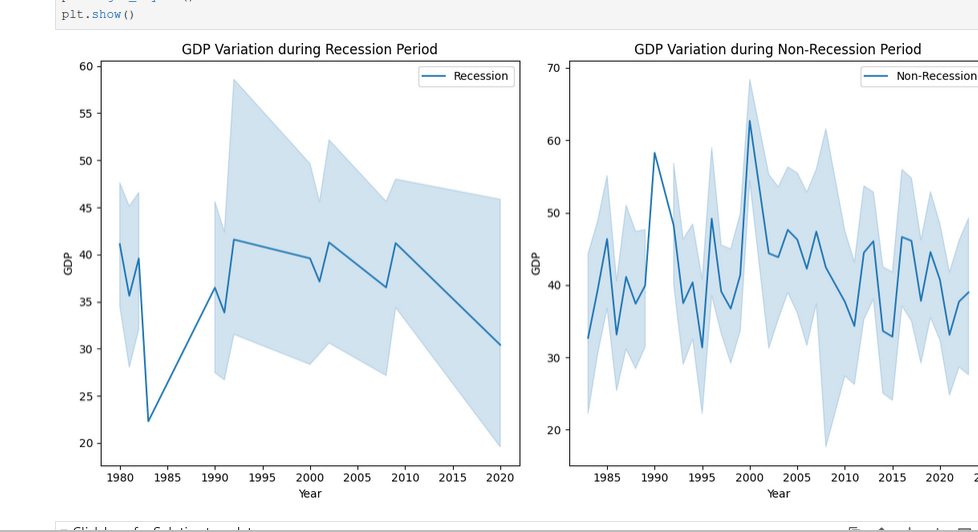 plt.show()
GDP Variation during Recession Period
GDP Variation during Non-Recession Period
Recession
Non-Recession
60
55
50
45
40
35
30
25
20
GDP
1980 1985 1990 1995 2000 2005 2010 2015 2020
Year
70
60
50
40
30
20
GDP
1985 1990 1995 2000 2005 2010 2015 2020 2
Year